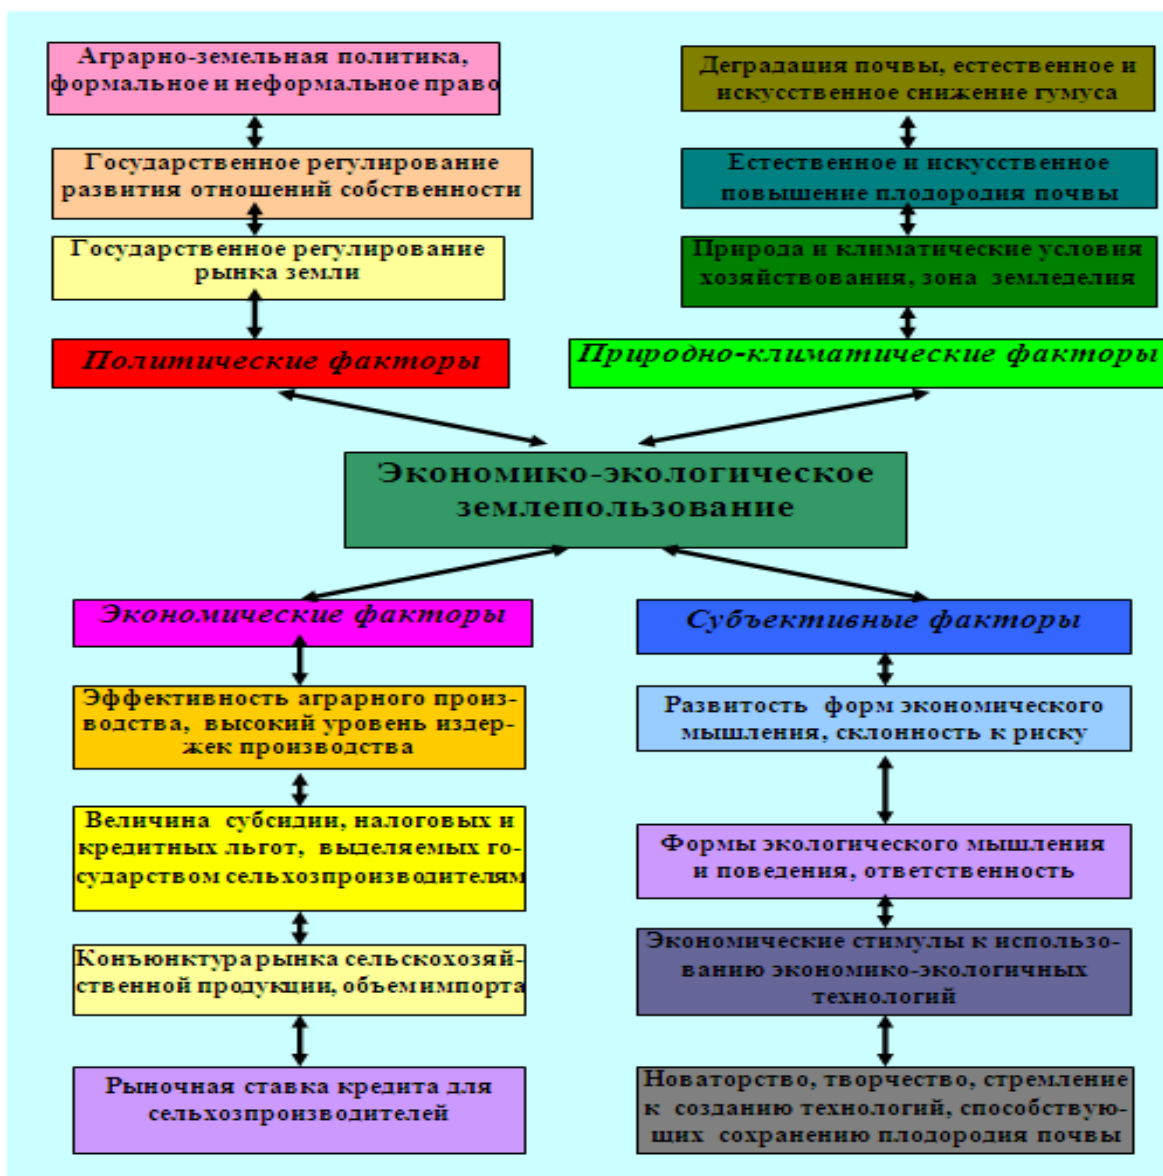 Аграрно-земельная политика,
формальное и неформальное право
Государственное регулирование
развития отношений собственности
Государственное регулирование
рынка земли
Политические факторы
Деградация почвы, естественное и
искусственное снижение гумуса
Естественное и искусственное
повышение плодородия почвы
Природа и климатические условия
хозяйствования, зона земледелия
Природно-климатические факторы
Экономико-экологическое
землепользование
Экономические факторы
Эффективность аграрного произ-
водства, высокий уровень издер-
жек производства
Величина субсидии, налоговых и
кредитных льгот, выделяемых го-
сударством сельхозпроизводителям
Конъюнктура рынка сельскохозяй-
ственной продукции, объем импорта
Рыночная ставка кредита для
сельхозпроизводителей
Субъективные факторы
Развитость форм экономического
мышления, склонность к риску
Формы экологического мышления
и поведения, ответственность
Экономические стимулы к использо-
ванию экономико-экологичных
технологий
Новаторство, творчество, стремление
к созданию технологий, способствую-
щих сохранению плодородия почвы